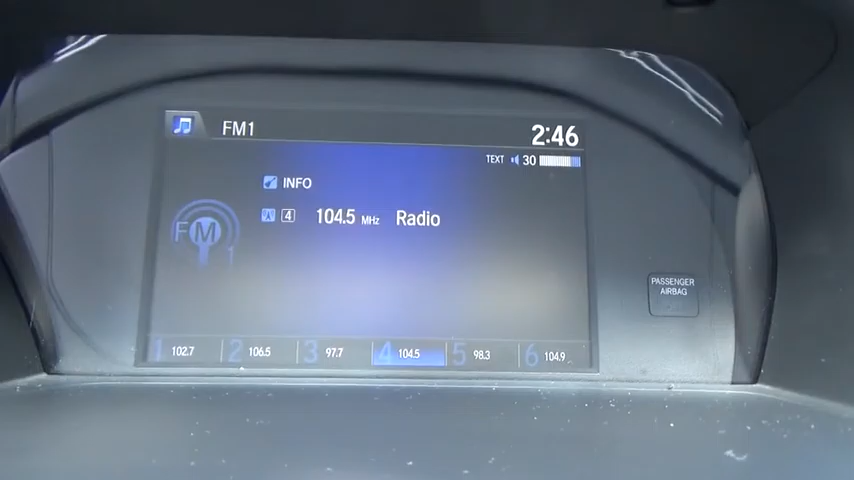 FM1
2:46
TEXT 30
INFO
4 104.5 MHz Radio
FM1
PASSENGER
AIRBAG
1 102.7 2 106.5 3 97.7 4 104.5 5 98.3 6 104.9